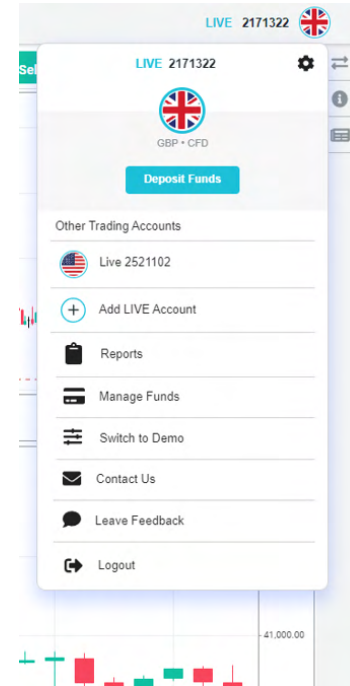 LIVE 2171322
Sel
LIVE 2171322
GBP • CFD
Deposit Funds
Other Trading Accounts
Live 2521102
Add LIVE Account
Reports
Manage Funds
Switch to Demo
Contact Us
Leave Feedback
Logout
41,000.00